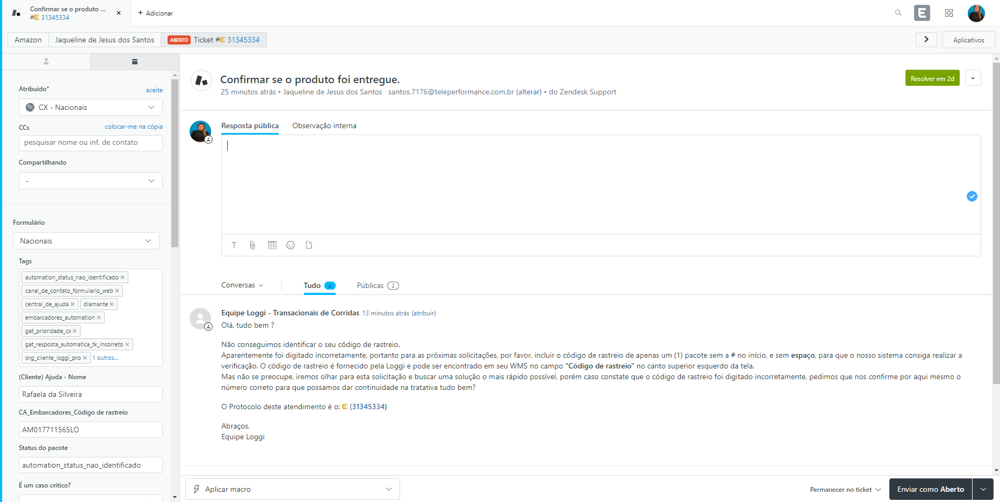 Confirmar se o produto ...
#E 31345334
+ Adicionar
E
Amazon
Jaqueline de Jesus dos Santos
ABERTO Ticket #E 31345334
Aplicativos
Atribuído*
aceite
CX - Nacionais
CCs
colocar-me na cópia
pesquisar nome ou inf. de contato
Compartilhando
-
Formulário
Nacionais
Tags
automation_status_nao_identificado
canal_de_contato_formulario_web
central_de_ajuda
diamante
embarcadores_automation
gat_prioridade_cx
gat_resposta_automatica_tk_incorreto
org_cliente_loggi_pro
1 outros...
(Cliente) Ajuda - Nome
Rafaela da Silveira
CA_Embarcadores_Código de rastreio
AM017711565LO
Status do pacote
automation_status_nao_identificado
É um caso crítico?
Confirmar se o produto foi entregue.
25 minutos atrás • Jaqueline de Jesus dos Santos santos.7176@teleperformance.com.br (alterar) • do Zendesk Support
Resolver em 2d
Resposta pública
Observação interna
T
Conversas
Tudo 2
Públicas 2
Equipe Loggi - Transacionais de Corridas 13 minutos atrás (atribuir)
Olá, tudo bem ?
Não conseguimos identificar o seu código de rastreio.
Aparentemente foi digitado incorretamente, portanto para as próximas solicitações, por favor, incluir o código de rastreio de apenas um (1) pacote sem a # no início, e sem espaço, para que o nosso sistema consiga realizar a
verificação. O código de rastreio é fornecido pela Loggi e pode ser encontrado em seu WMS no campo "Código de rastreio" no canto superior esquerdo da tela.
Mas não se preocupe, iremos olhar para esta solicitação e buscar uma solução o mais rápido possível, porém caso constate que o código de rastreio foi digitado incorretamente, pedimos que nos confirme por aqui mesmo o
número correto para que possamos dar continuidade na tratativa tudo bem?
O Protocolo deste atendimento é o: E (31345334)
Abraços,
Equipe Loggi
Aplicar macro
Permanecer no ticket
Enviar como Aberto